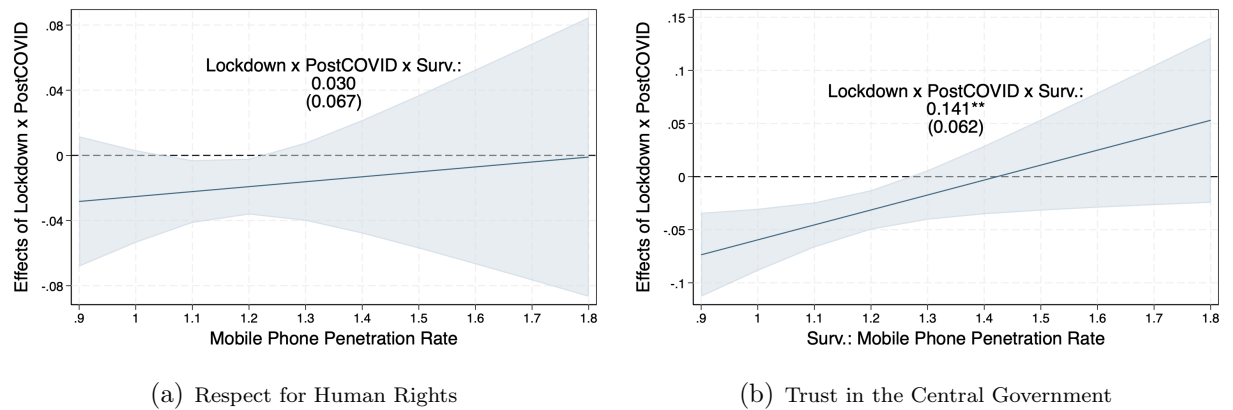 Effects of Lockdown x PostCOVID
.08
.04
0
-.04
-.08
Lockdown x PostCOVID x Surv.:
0.030
(0.067)
.9 1 1.1 1.2 1.3 1.4 1.5 1.6 1.7 1.8
Mobile Phone Penetration Rate
(a) Respect for Human Rights
Effects of Lockdown x PostCOVID
.15
.1
.05
0
-.05
-.1
Lockdown x PostCOVID x Surv.:
0.141**
(0.062)
.9 1 1.1 1.2 1.3 1.4 1.5 1.6 1.7 1.8
Surv.: Mobile Phone Penetration Rate
(b) Trust in the Central Government